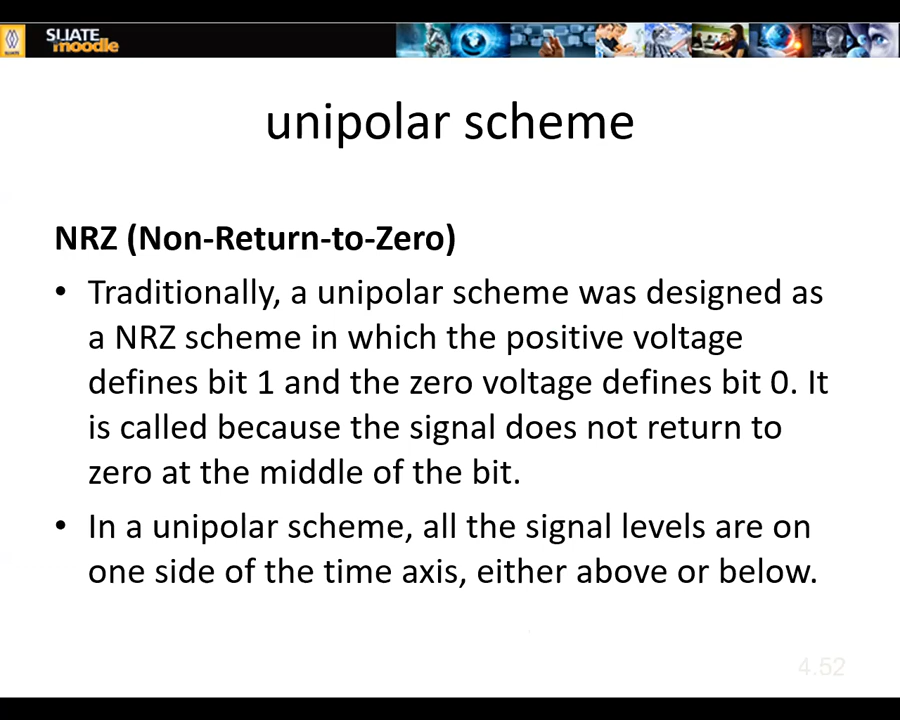 SLIATE
moodle
SLIATE
unipolar scheme
NRZ (Non-Return-to-Zero)
• Traditionally, a unipolar scheme was designed as
a NRZ scheme in which the positive voltage
defines bit 1 and the zero voltage defines bit 0. It
is called because the signal does not return to
zero at the middle of the bit.
• In a unipolar scheme, all the signal levels are on
one side of the time axis, either above or below.
4.52